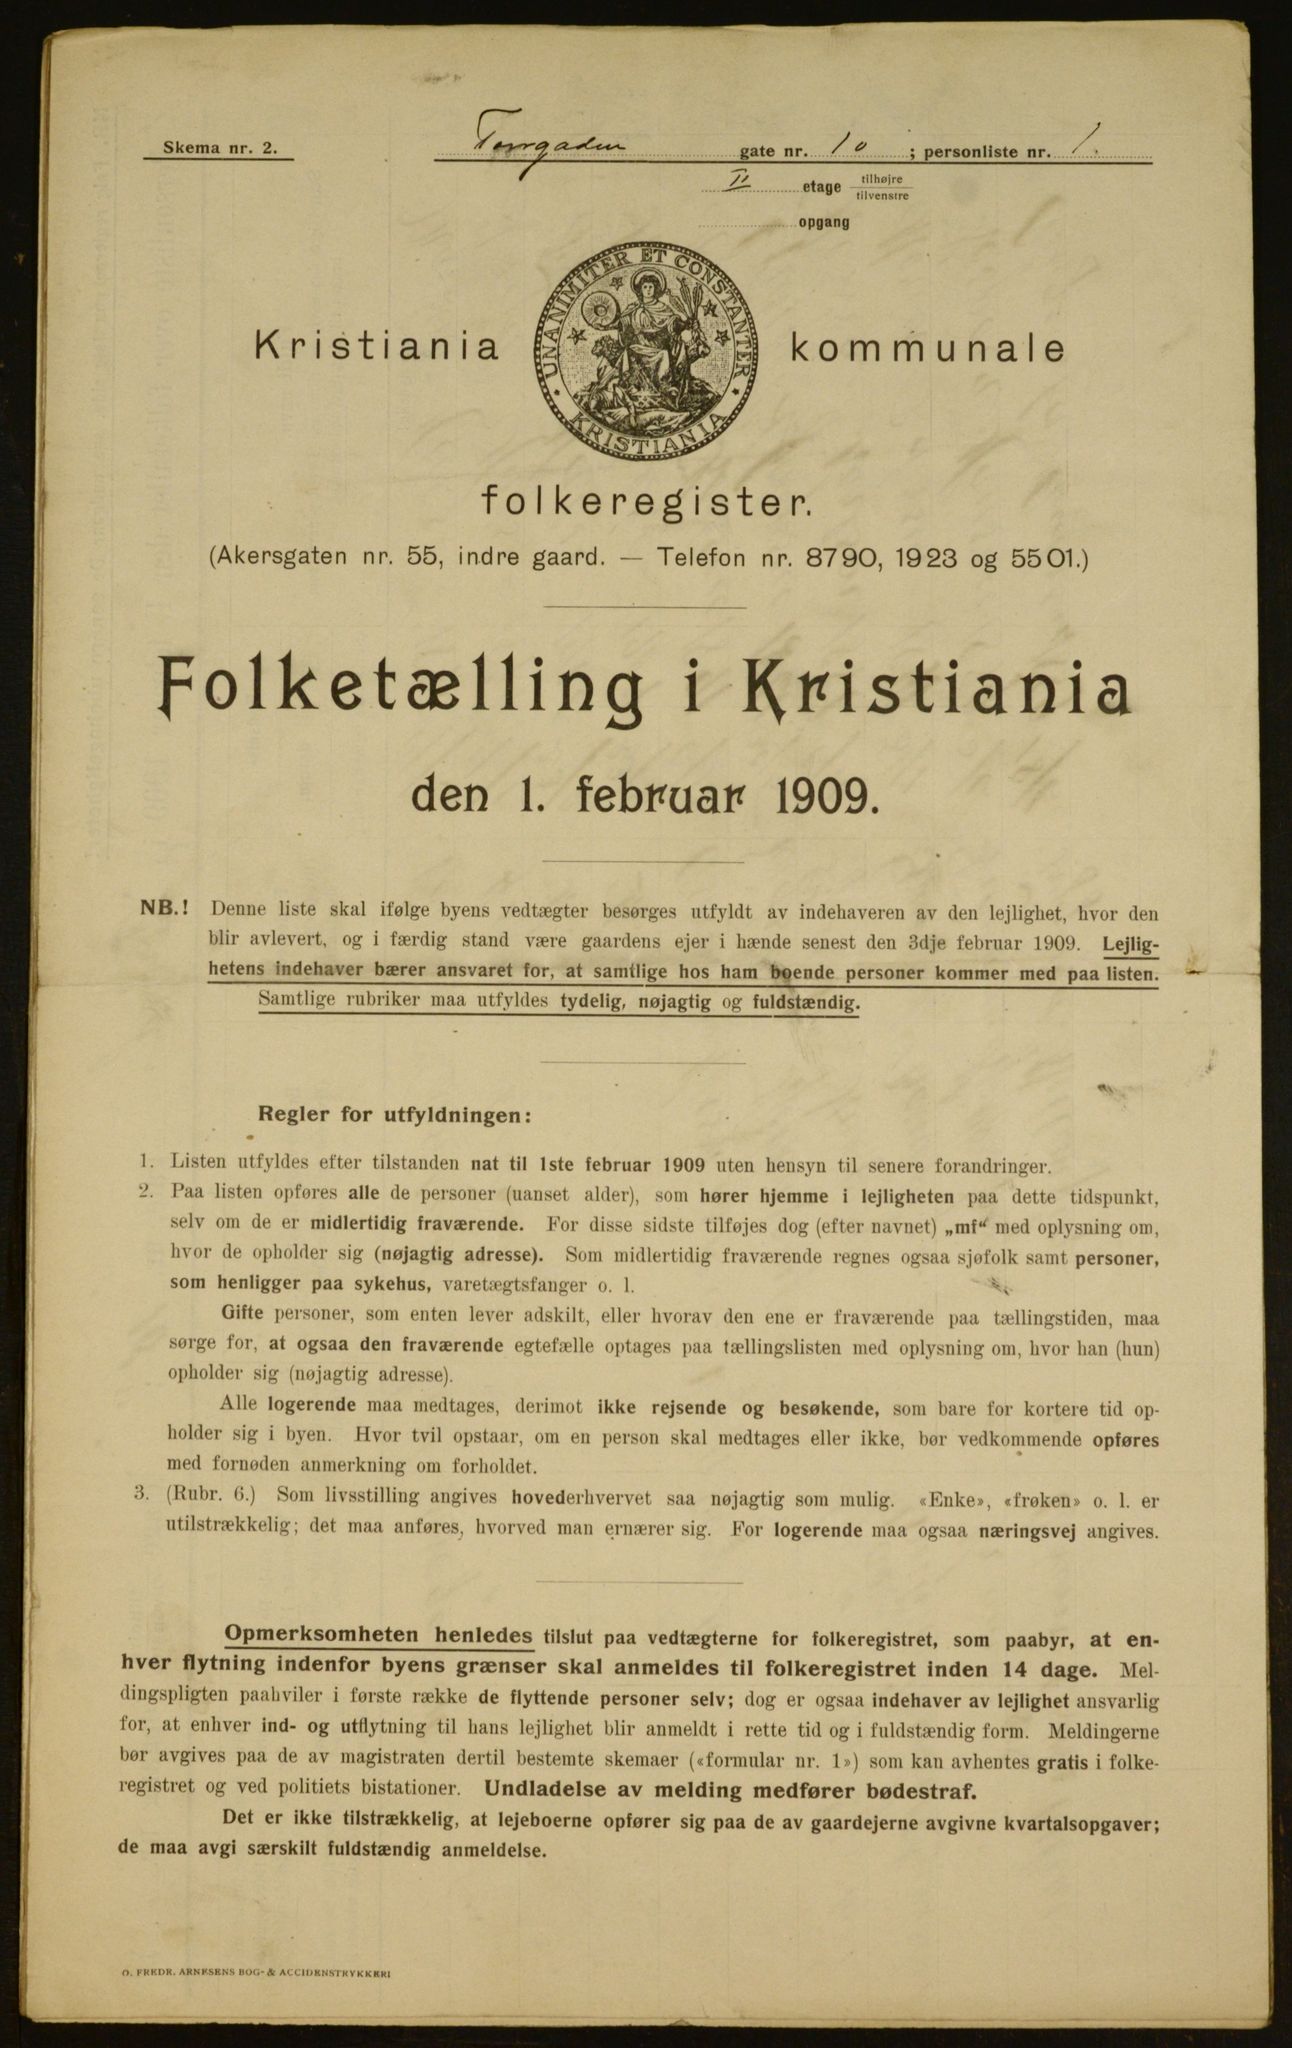 Skema nr. 2.
Torvgaden gate nr. 10; personliste nr. 1.
II etage tilhøjre
tilvenstre
opgang
UNANIMITER ET CONSTANTER
KRISTIANIA
Kristiania kommunale
folkeregister.
(Akersgaten nr. 55, indre gaard. — Telefon nr. 8790, 1923 og 5501.)
Folketælling i Kristiania
den 1. februar 1909.
NB.! Denne liste skal ifølge byens vedtægter besørges utfyldt av indehaveren av den lejlighet, hvor den
blir avlevert, og i færdig stand være gaardens ejer i hænde senest den 3dje februar 1909. Lejlig-
hetens indehaver bærer ansvaret for, at samtlige hos ham boende personer kommer med paa listen.
Samtlige rubriker maa utfyldes tydelig, nøjagtig og fuldstændig.
Regler for utfyldningen:
1. Listen utfyldes efter tilstanden nat til 1ste februar 1909 uten hensyn til senere forandringer.
2. Paa listen opføres alle de personer (uanset alder), som hører hjemme i lejligheten paa dette tidspunkt,
selv om de er midlertidig fraværende. For disse sidste tilføjes dog (efter navnet) „mf“ med oplysning om,
hvor de opholder sig (nøjagtig adresse). Som midlertidig fraværende regnes ogsaa sjøfolk samt personer,
som henligger paa sykehus, varetægtsfanger o. l.
Gifte personer, som enten lever adskilt, eller hvorav den ene er fraværende paa tællingstiden, maa
sørge for, at ogsaa den fraværende egtefælle optages paa tællingslisten med oplysning om, hvor han (hun)
opholder sig (nøjagtig adresse).
Alle logerende maa medtages, derimot ikke rejsende og besøkende, som bare for kortere tid op-
holder sig i byen. Hvor tvil opstaar, om en person skal medtages eller ikke, bør vedkommende opføres
med fornøden anmerkning om forholdet.
3. (Rubr. 6.) Som livsstilling angives hovederhvervet saa nøjagtig som mulig. «Enke», «frøken» o. l. er
utilstrækkelig; det maa anføres, hvorved man ernærer sig. For logerende maa ogsaa næringsvej angives.
Opmerksomheten henledes tilslut paa vedtægterne for folkeregistret, som paabyr, at en-
hver flytning indenfor byens grænser skal anmeldes til folkeregistret inden 14 dage. Mel-
dingspligten paahviler i første række de flyttende personer selv; dog er ogsaa indehaver av lejlighet ansvarlig
for, at enhver ind- og utflytning til hans lejlighet blir anmeldt i rette tid og i fuldstændig form. Meldingerne
bør avgives paa de av magistraten dertil bestemte skemaer («formular nr. 1») som kan avhentes gratis i folke-
registret og ved politiets bistationer. Undladelse av melding medfører bødestraf.
Det er ikke tilstrækkelig, at lejeboerne opfører sig paa de av gaardejerne avgivne kvartalsopgaver;
de maa avgi særskilt fuldstændig anmeldelse.
O. FREDR. ARNESENS BOG- & ACCIDENSTRYKKERI